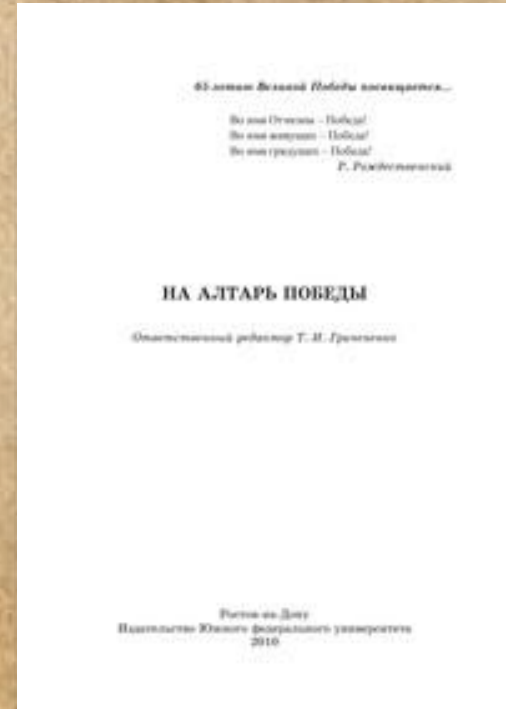 65-летию Великой Победы посвящается...
Во имя Отчизны – Победа!
Во имя живущих – Победа!
Во имя грядущих – Победа!
Р. Рождественский
НА АЛТАРЬ ПОБЕДЫ
Ответственный редактор Т. И.
Ростов-на-Дону
Издательство Южного федерального университета
2010